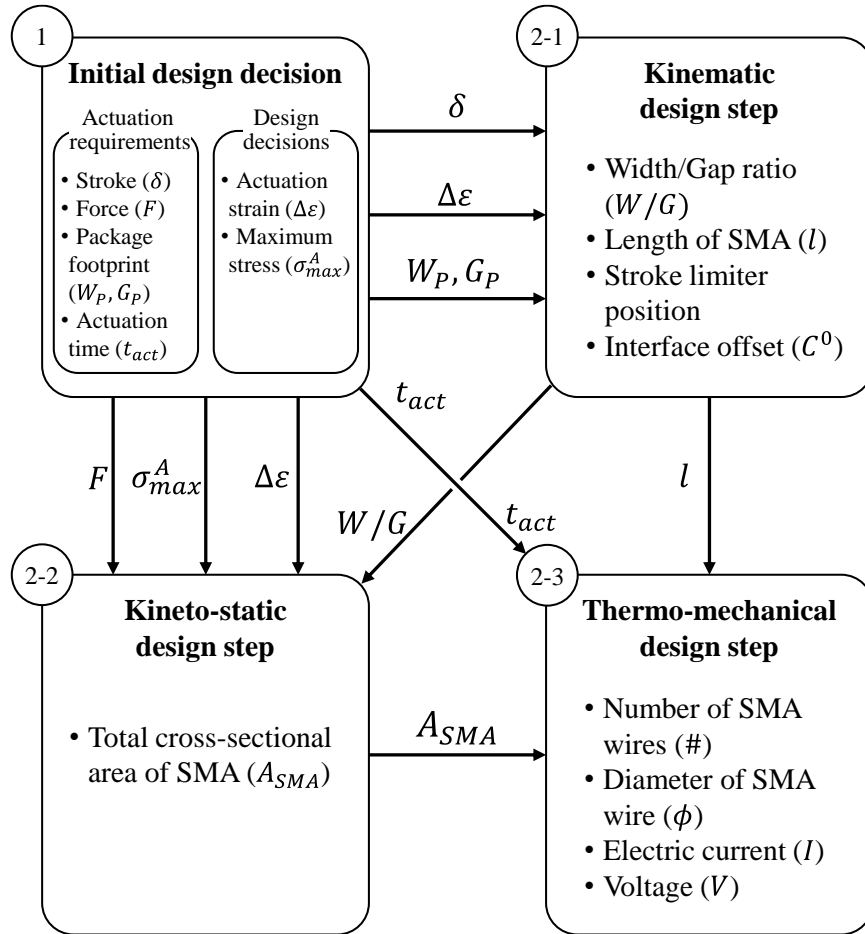 1
Initial design decision
Actuation
requirements
• Stroke (δ)
• Force (F)
• Package
footprint
(W_P, G_P)
• Actuation
time (t_act)
Design
decisions
• Actuation
strain (Δε)
• Maximum
stress (σ^A_max)
δ
Δε
W_P, G_P
2-1
Kinematic
design step
• Width/Gap ratio
(W/G)
• Length of SMA (l)
• Stroke limiter
position
• Interface offset (C^0)
F
σ^A_max
Δε
t_act
W/G
t_act
l
2-2
Kineto-static
design step
• Total cross-sectional
area of SMA (A_SMA)
A_SMA
2-3
Thermo-mechanical
design step
• Number of SMA
wires (#)
• Diameter of SMA
wire (ϕ)
• Electric current (I)
• Voltage (V)